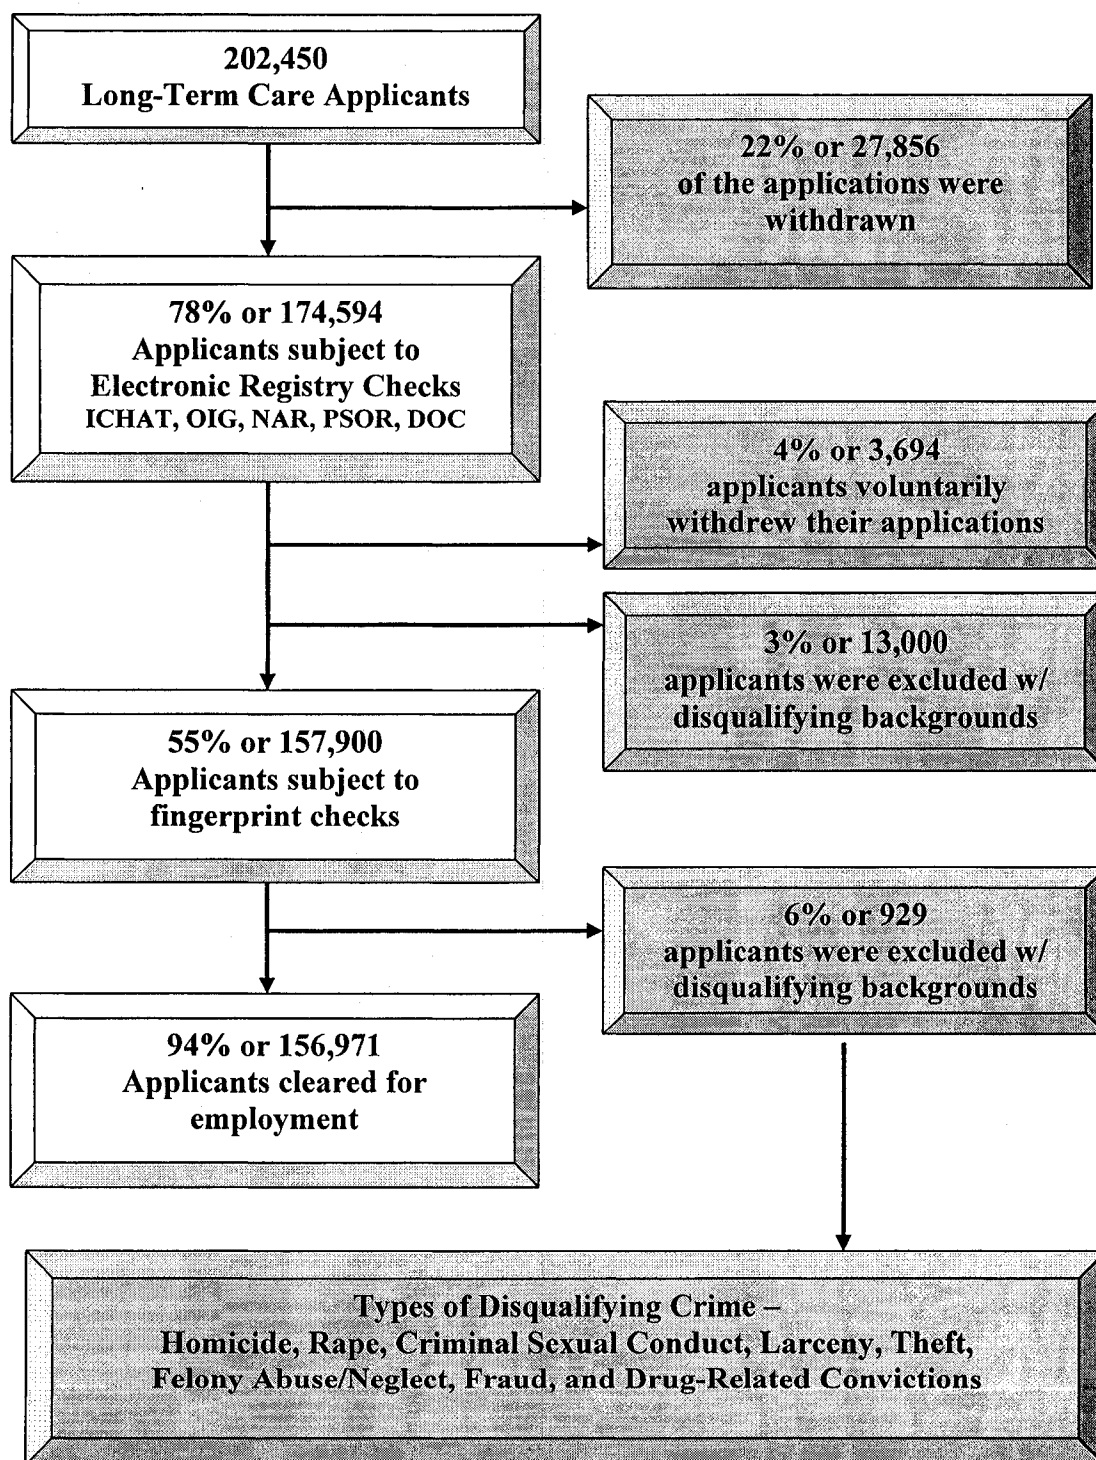 202,450
Long-Term Care Applicants
22% or 27,856
of the applications were
withdrawn
78% or 174,594
Applicants subject to
Electronic Registry Checks
ICHAT, OIG, NAR, PSOR, DOC
4% or 3,694
applicants voluntarily
withdrew their applications
3% or 13,000
applicants were excluded w/
disqualifying backgrounds
55% or 157,900
Applicants subject to
fingerprint checks
6% or 929
applicants were excluded w/
disqualifying backgrounds
94% or 156,971
Applicants cleared for
employment
Types of Disqualifying Crime –
Homicide, Rape, Criminal Sexual Conduct, Larceny, Theft,
Felony Abuse/Neglect, Fraud, and Drug-Related Convictions